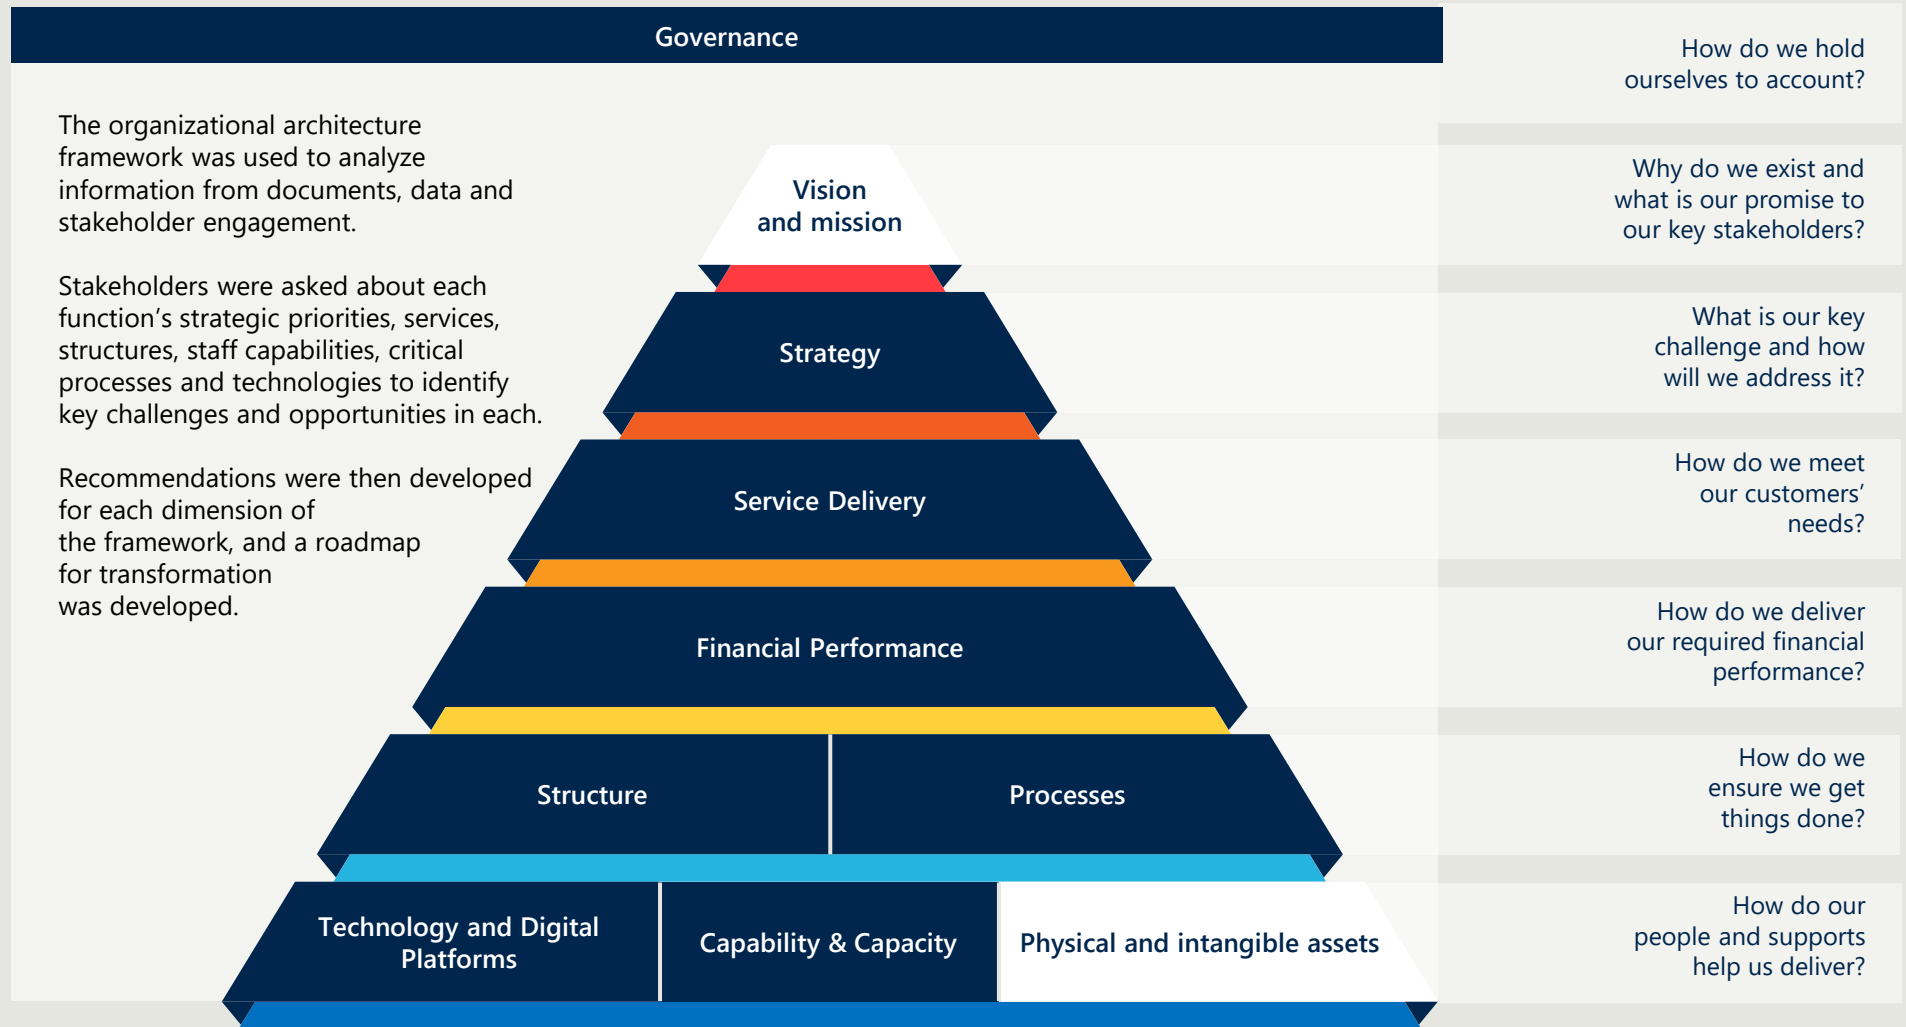 Governance
The organizational architecture
framework was used to analyze
information from documents, data and
stakeholder engagement.
Stakeholders were asked about each
function’s strategic priorities, services,
structures, staff capabilities, critical
processes and technologies to identify
key challenges and opportunities in each.
Recommendations were then developed
for each dimension of
the framework, and a roadmap
for transformation
was developed.
How do we hold
ourselves to account?
Vision
and mission
Why do we exist and
what is our promise to
our key stakeholders?
Strategy
What is our key
challenge and how
will we address it?
Service Delivery
How do we meet
our customers’
needs?
Financial Performance
How do we deliver
our required financial
performance?
Structure
Processes
How do we
ensure we get
things done?
Technology and Digital
Platforms
Capability & Capacity
Physical and intangible assets
How do our
people and supports
help us deliver?